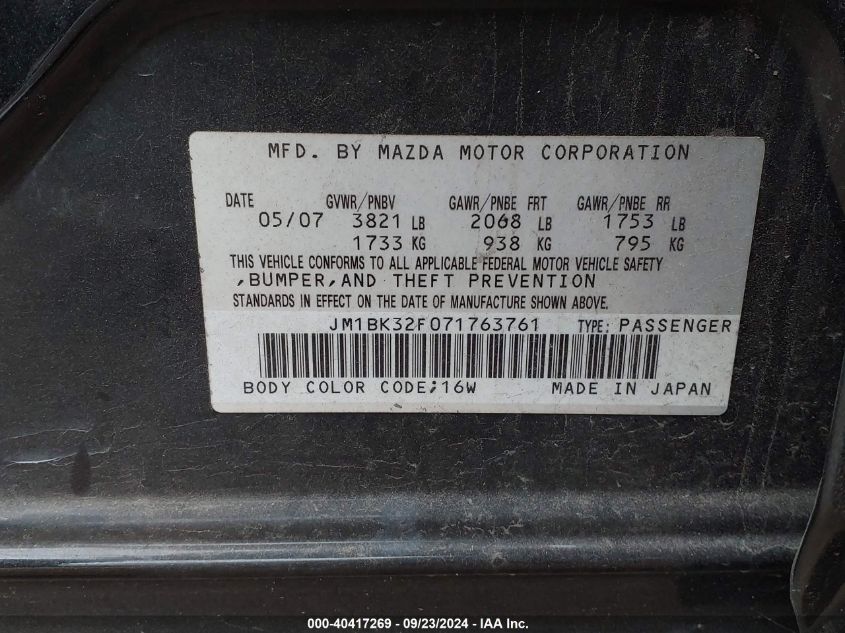 MFD. BY MAZDA MOTOR CORPORATION
DATE GVWR/PNBV GAWR/PNBE FRT GAWR/PNBE RR
05/07 3821 LB 2068 LB 1753 LB
1733 KG 938 KG 795 KG
THIS VEHICLE CONFORMS TO ALL APPLICABLE FEDERAL MOTOR VEHICLE SAFETY
,BUMPER,AND THEFT PREVENTION
STANDARDS IN EFFECT ON THE DATE OF MANUFACTURE SHOWN ABOVE.
JM1BK32F071763761 TYPE: PASSENGER
BODY COLOR CODE;16W MADE IN JAPAN
000-40417269 - 09/23/2024 - IAA, Inc.